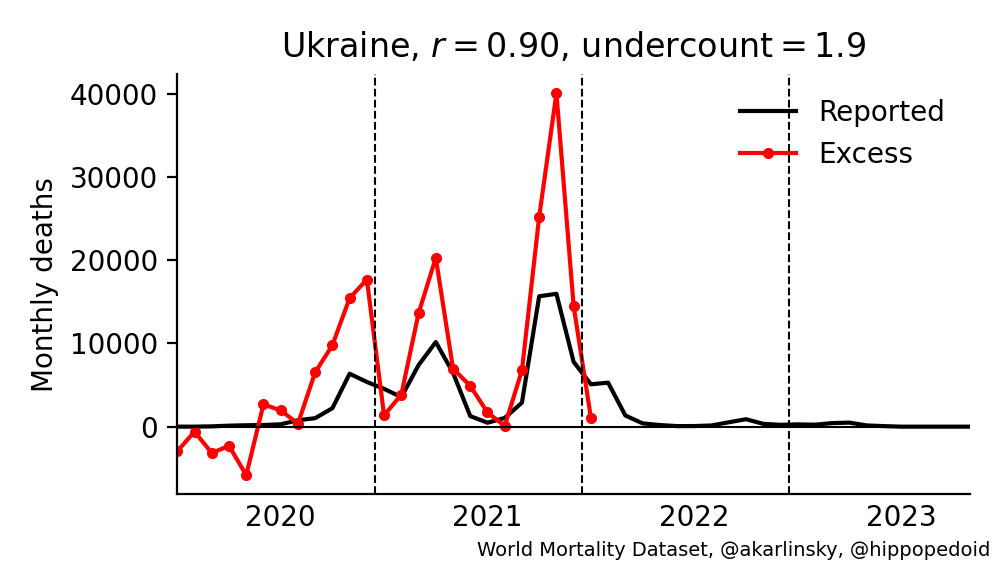 Ukraine, r = 0.90, undercount = 1.9
Monthly deaths
40000
30000
20000
10000
0
Reported
Excess
2020 2021 2022 2023
World Mortality Dataset, @akarlinsky, @hippopedoid